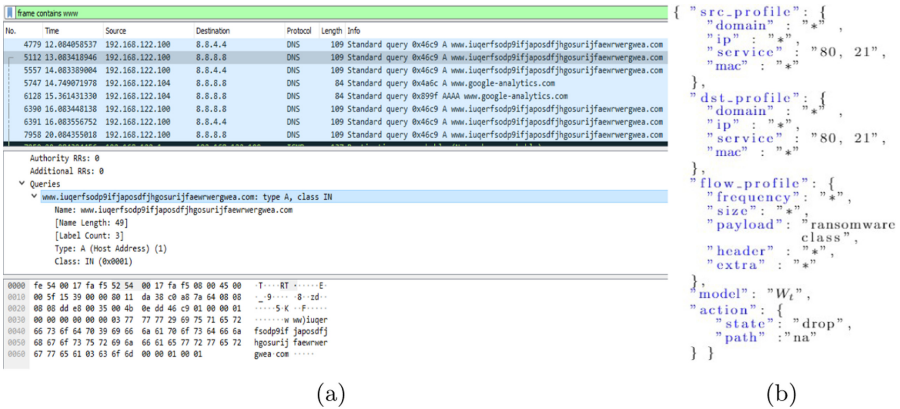 frame contains www
No. Time Source Destination Protocol Length Info
4779 12.084058537 192.168.122.100 8.8.4.4 DNS 109 Standard query 0x46c9 A www.iuqerfsodp9ifjaposdfjhgosurijfaewrwergwea.com
5112 13.083418946 192.168.122.100 8.8.8.8 DNS 109 Standard query 0x46c9 A www.iuqerfsodp9ifjaposdfjhgosurijfaewrwergwea.com
5557 14.083389004 192.168.122.100 8.8.4.4 DNS 109 Standard query 0x46c9 A www.iuqerfsodp9ifjaposdfjhgosurijfaewrwergwea.com
5747 14.749071978 192.168.122.104 8.8.8.8 DNS 84 Standard query 0x4a6c A www.google-analytics.com
6128 15.361431330 192.168.122.104 8.8.8.8 DNS 84 Standard query 0x899f AAAA www.google-analytics.com
6390 16.083448138 192.168.122.100 8.8.8.8 DNS 109 Standard query 0x46c9 A www.iuqerfsodp9ifjaposdfjhgosurijfaewrwergwea.com
6391 16.083556752 192.168.122.100 8.8.4.4 DNS 109 Standard query 0x46c9 A www.iuqerfsodp9ifjaposdfjhgosurijfaewrwergwea.com
7958 20.084355018 192.168.122.100 8.8.8.8 DNS 109 Standard query 0x46c9 A www.iuqerfsodp9ifjaposdfjhgosurijfaewrwergwea.com
Authority RRs: 0
Additional RRs: 0
Queries
www.iuqerfsodp9ifjaposdfjhgosurijfaewrwergwea.com: type A, class IN
Name: www.iuqerfsodp9ifjaposdfjhgosurijfaewrwergwea.com
[Name Length: 49]
[Label Count: 3]
Type: A (Host Address) (1)
Class: IN (0x0001)
0000 fe 54 00 17 fa f5 52 54 00 17 fa f5 08 00 45 00 ·T····RT ······E·
0010 00 5f 15 39 00 00 80 11 da 38 c0 a8 7a 64 08 08 ·_·9···· ·8··zd··
0020 08 08 dd e8 00 35 00 4b 0e dd 46 c9 01 00 00 01 ·····5·K ··F·····
0030 00 00 00 00 00 00 03 77 77 77 29 69 75 71 65 72 ·······w ww)iuqer
0040 66 73 6f 64 70 39 69 66 6a 61 70 6f 73 64 66 6a fsodp9if japosdfj
0050 68 67 6f 73 75 72 69 6a 66 61 65 77 72 77 65 72 hgosurij faewrwer
0060 67 77 65 61 03 63 6f 6d 00 00 01 00 01 gwea·com ·····
(a)
{ "src_profile": {
"domain" : "*" ,
"ip" : "*",
"service" : "80, 21",
"mac" : "*"
},
"dst_profile": {
"domain" : "*",
"ip" : "*",
"service" : "80, 21",
"mac" : "*"
},
"flow_profile": {
"frequency" : "*",
"size" : "*",
"payload" : "ransomware
class",
"header" : "*",
"extra" : "*"
},
"model": "Wt",
"action": {
"state" : "drop",
"path" :"na"
} }
(b)